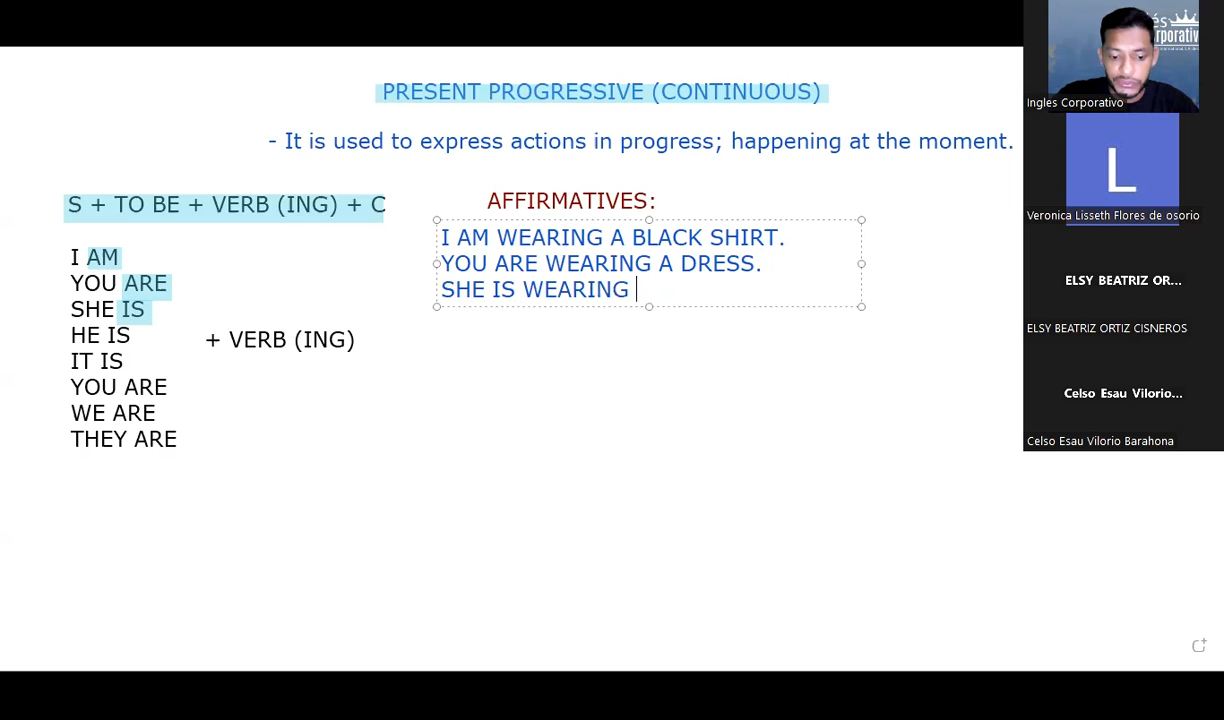 PRESENT PROGRESSIVE (CONTINUOUS)
- It is used to express actions in progress; happening at the moment.
S + TO BE + VERB (ING) + C
I AM
YOU ARE
SHE IS
HE IS
IT IS
YOU ARE
WE ARE
THEY ARE
+ VERB (ING)
AFFIRMATIVES:
I AM WEARING A BLACK SHIRT.
YOU ARE WEARING A DRESS.
SHE IS WEARING
Ingles Corporativo
L
Veronica Lisseth Flores de osorio
ELSY BEATRIZ OR...
ELSY BEATRIZ ORTIZ CISNEROS
Celso Esau Vilorio...
Celso Esau Vilorio Barahona